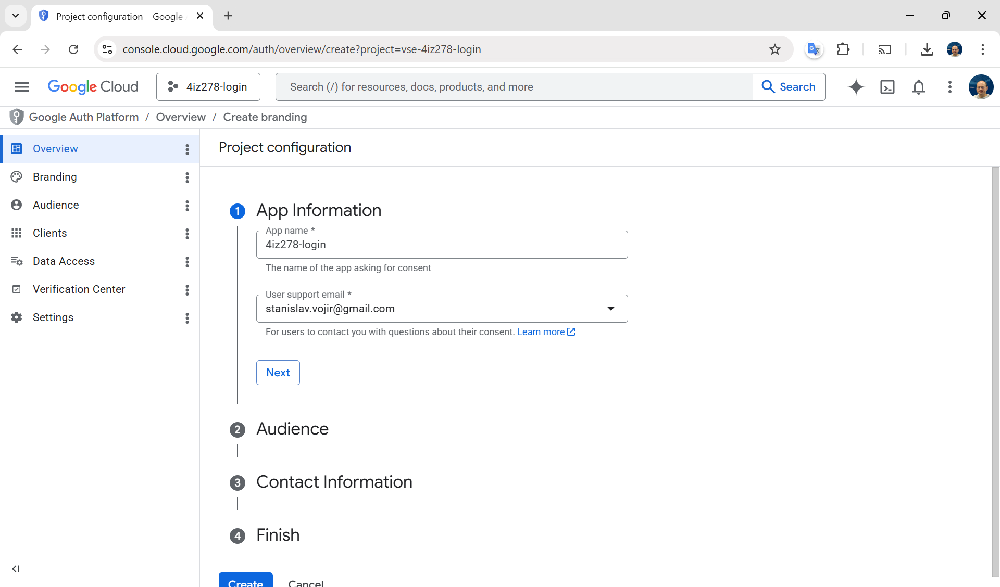 Project configuration – Google
console.cloud.google.com/auth/overview/create?project=vse-4iz278-login
Google Cloud
4iz278-login
Search (/) for resources, docs, products, and more
Search
Google Auth Platform / Overview / Create branding
Overview
Branding
Audience
Clients
Data Access
Verification Center
Settings
Project configuration
1 App Information
App name *
4iz278-login
The name of the app asking for consent
User support email *
stanislav.vojir@gmail.com
For users to contact you with questions about their consent. Learn more
Next
2 Audience
3 Contact Information
4 Finish
Create Cancel